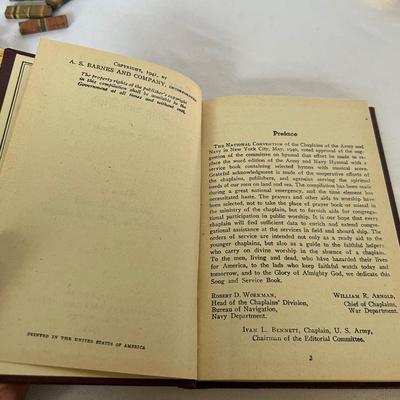 COPYRIGHT, 1941, BY
A. S. BARNES AND COMPANY, INCORPORATED
The property rights of the publisher's copyright
in this compilation shall be available to the
Government at all times and without cost.
PRINTED IN THE UNITED STATES OF AMERICA
Preface
THE NATIONAL CONVENTION of the Chaplains of the Army and
Navy in New York City, May, 1940, voted approval of the sug-
gestion of the committee on hymnal that effort be made to re-
place the word edition of the Army and Navy Hymnal with a
service book containing selected hymns with musical score.
Grateful acknowledgment is made of the cooperative efforts of
the chaplains, publishers, and agencies serving the spiritual
needs of our men on land and sea. The compilation has been made
during a great national emergency, and the time element has
necessitated haste. The prayers and other aids to worship have
been selected, not to take the place of prayer book or missal in
the ministry of the chaplain, but to furnish aids for congrega-
tional participation in public worship. It is our hope that every
chaplain will find sufficient data to enrich and extend congre-
gational assistance at the services in field and aboard ship. The
orders of service are intended not only as a ready aid to the
younger chaplains, but also as a guide to the faithful helpers
who carry on divine worship in the absence of a chaplain.
To the men, living and dead, who have hazarded their lives
for America, to the lads who keep faithful watch today and
tomorrow, and to the Glory of Almighty God, we dedicate this
Song and Service Book.
ROBERT D. WORKMAN,
Head of the Chaplains' Division,
Bureau of Navigation,
Navy Department.
WILLIAM R. ARNOLD,
Chief of Chaplains,
War Department.
IVAN L. BENNETT, Chaplain, U. S. Army,
Chairman of the Editorial Committee.
3